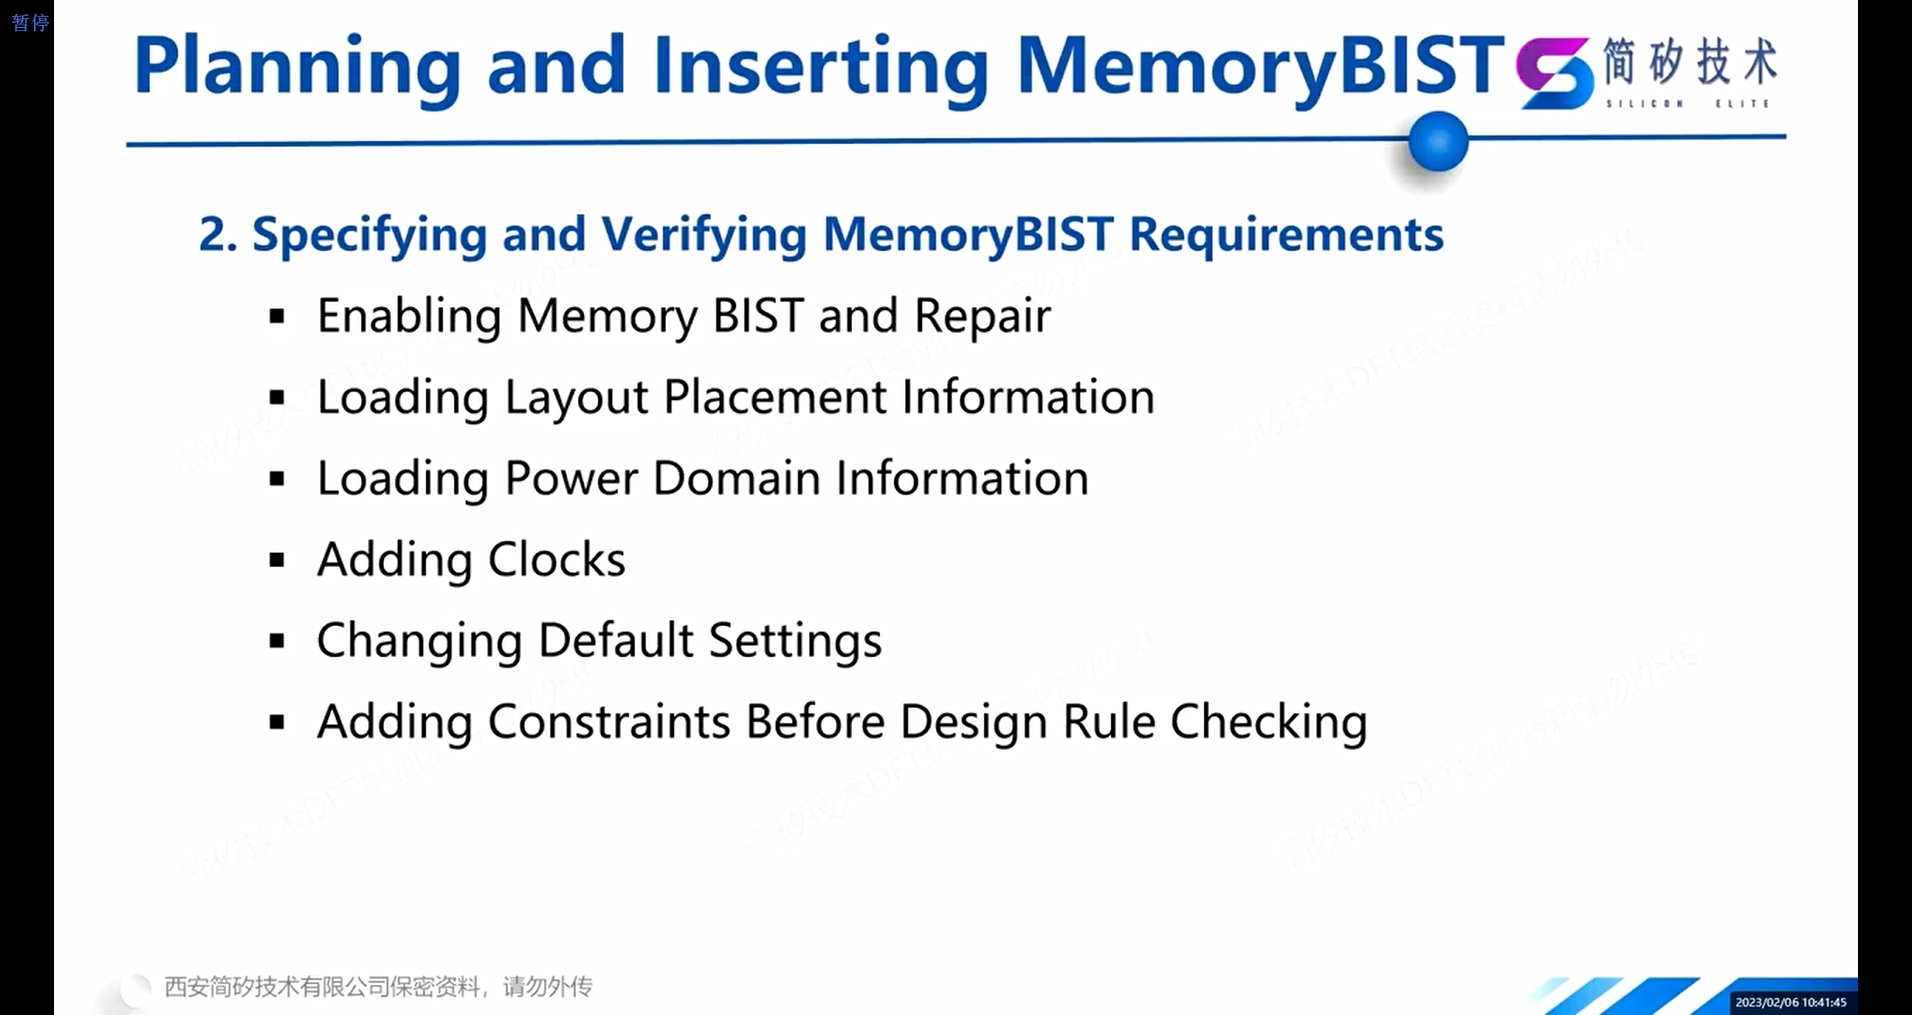 暂停
Planning and Inserting MemoryBIST
简矽技术
SILICON ELITE
2. Specifying and Verifying MemoryBIST Requirements
▪ Enabling Memory BIST and Repair
▪ Loading Layout Placement Information
▪ Loading Power Domain Information
▪ Adding Clocks
▪ Changing Default Settings
▪ Adding Constraints Before Design Rule Checking
西安简矽技术有限公司保密资料，请勿外传
2023/02/06 10:41:45